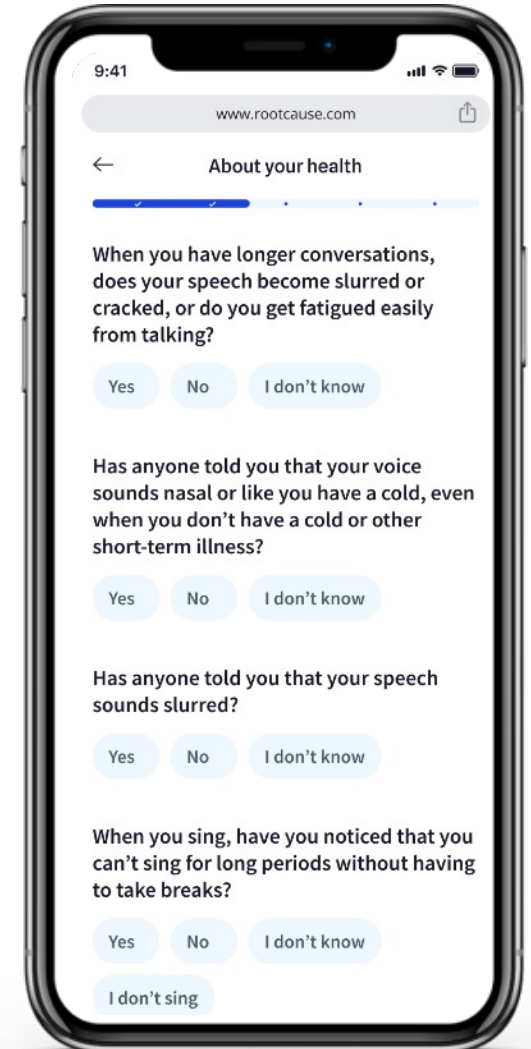 9:41
www.rootcause.com
About your health
When you have longer conversations,
does your speech become slurred or
cracked, or do you get fatigued easily
from talking?
Yes No I don’t know
Has anyone told you that your voice
sounds nasal or like you have a cold, even
when you don’t have a cold or other
short-term illness?
Yes No I don’t know
Has anyone told you that your speech
sounds slurred?
Yes No I don’t know
When you sing, have you noticed that you
can’t sing for long periods without having
to take breaks?
Yes No I don’t know
I don’t sing